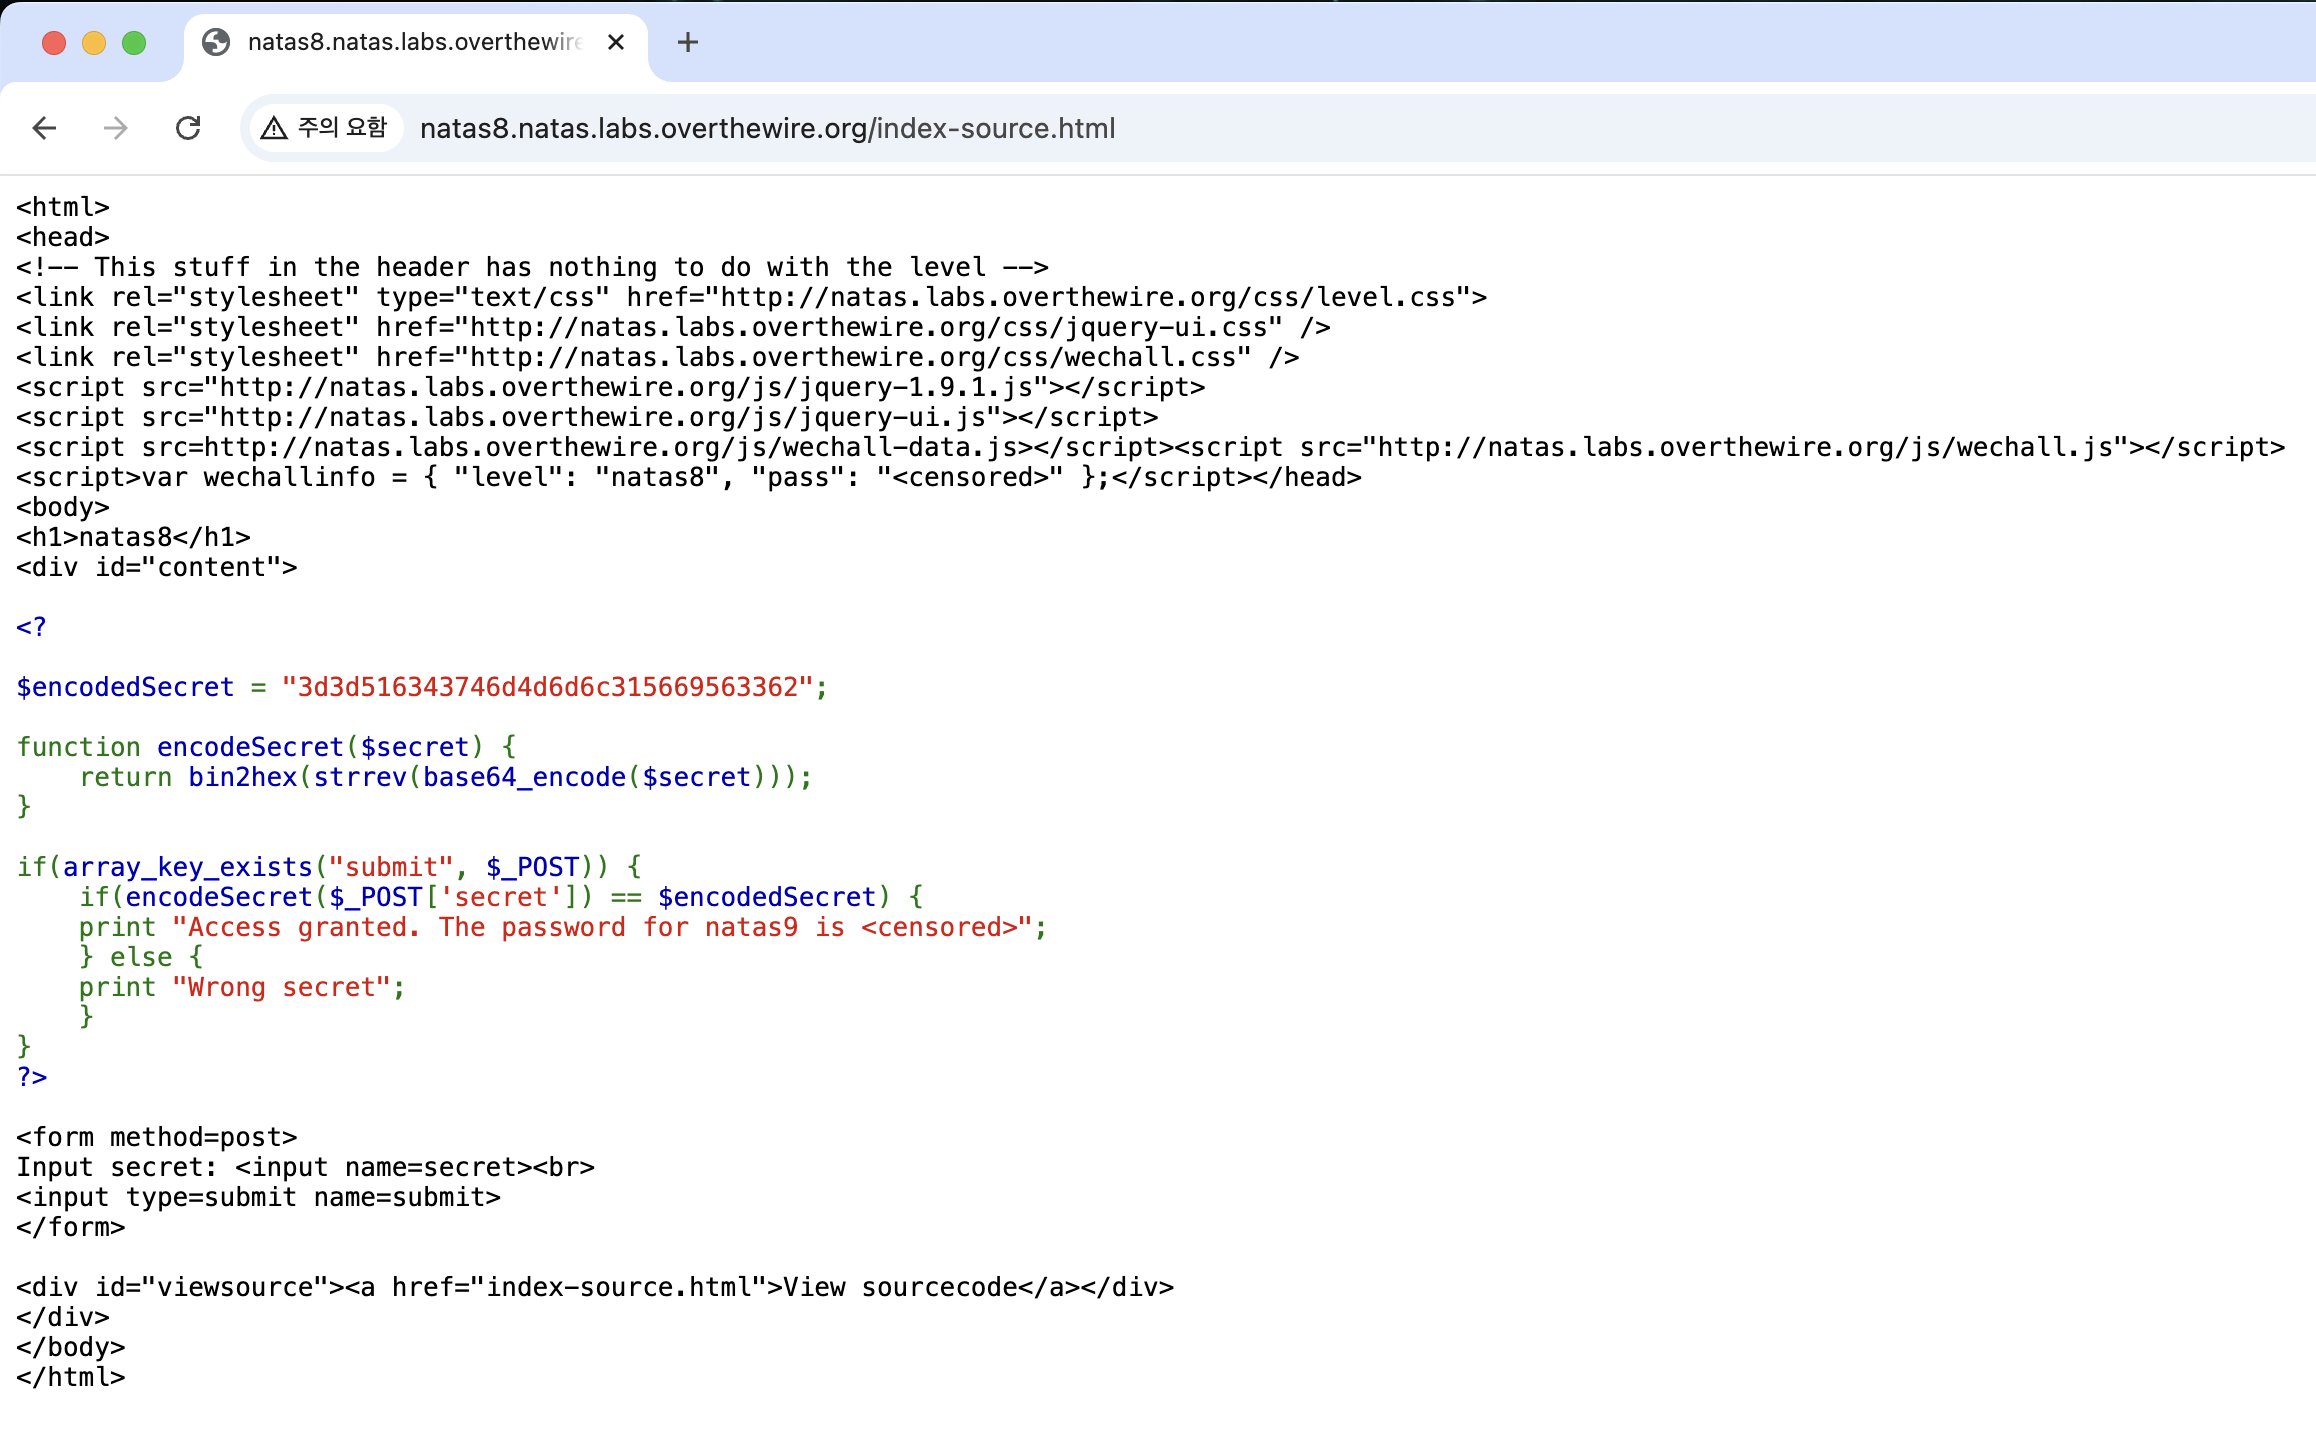 natas8.natas.labs.overthewire
주의 요함 natas8.natas.labs.overthewire.org/index-source.html
<html>
<head>
<!-- This stuff in the header has nothing to do with the level -->
<link rel="stylesheet" type="text/css" href="http://natas.labs.overthewire.org/css/level.css">
<link rel="stylesheet" href="http://natas.labs.overthewire.org/css/jquery-ui.css" />
<link rel="stylesheet" href="http://natas.labs.overthewire.org/css/wechall.css" />
<script src="http://natas.labs.overthewire.org/js/jquery-1.9.1.js"></script>
<script src="http://natas.labs.overthewire.org/js/jquery-ui.js"></script>
<script src=http://natas.labs.overthewire.org/js/wechall-data.js></script><script src="http://natas.labs.overthewire.org/js/wechall.js"></script>
<script>var wechallinfo = { "level": "natas8", "pass": "<censored>" };</script></head>
<body>
<h1>natas8</h1>
<div id="content">

<?

$encodedSecret = "3d3d516343746d4d6d6c315669563362";

function encodeSecret($secret) {
    return bin2hex(strrev(base64_encode($secret)));
}

if(array_key_exists("submit", $_POST)) {
    if(encodeSecret($_POST['secret']) == $encodedSecret) {
    print "Access granted. The password for natas9 is <censored>";
    } else {
    print "Wrong secret";
    }
}
?>

<form method=post>
Input secret: <input name=secret><br>
<input type=submit name=submit>
</form>

<div id="viewsource"><a href="index-source.html">View sourcecode</a></div>
</div>
</body>
</html>